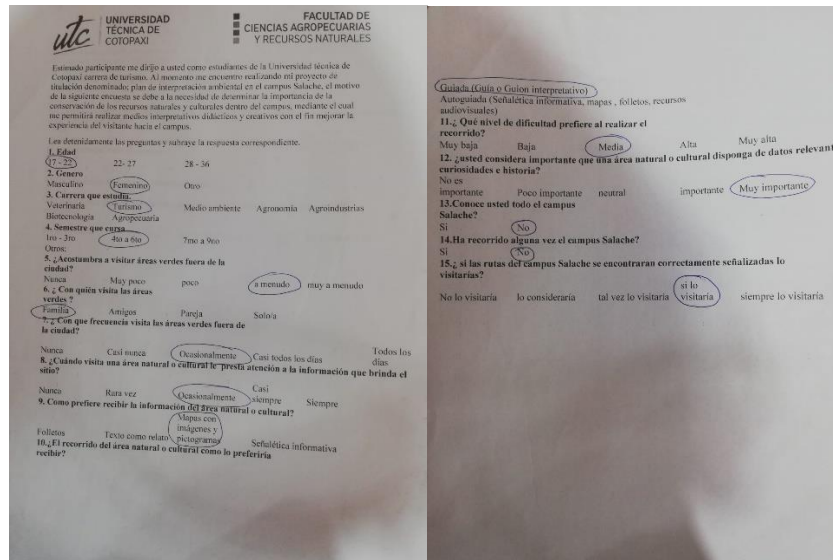 utc
UNIVERSIDAD
TÉCNICA DE
COTOPAXI
FACULTAD DE
CIENCIAS AGROPECUARIAS
Y RECURSOS NATURALES
Estimado participante me dirijo a usted como estudiantes de la Universidad técnica de
Cotopaxi carrera de turismo. Al momento me encuentro realizando mi proyecto de
titulación denominado; plan de interpretación ambiental en el campus Salache, el motivo
de la siguiente encuesta se debe a la necesidad de determinar la importancia de la
conservación de los recursos naturales y culturales dentro del campus, mediante el cual
me permitirá realizar medios interpretativos didácticos y creativos con el fin mejorar la
experiencia del visitante hacia el campus.
Lea detenidamente las preguntas y subraye la respuesta correspondiente.
1. Edad
17 - 22 22- 27 28 - 36
2. Genero
Masculino Femenino Otro
3. Carrera que estudia.
Veterinaria Turismo Medio ambiente Agronomía Agroindustrias
Biotecnología Agropecuaria
4. Semestre que cursa
1ro - 3ro 4to a 6to 7mo a 9no
Otros:
5. ¿Acostumbra a visitar áreas verdes fuera de la
ciudad?
Nunca Muy poco poco a menudo muy a menudo
6. ¿ Con quién visita las áreas
verdes ?
Familia Amigos Pareja Solo/a
7. ¿ Con que frecuencia visita las áreas verdes fuera de
la ciudad?
Nunca Casi nunca Ocasionalmente Casi todos los días Todos los
días
8. ¿Cuándo visita una área natural o cultural le presta atención a la información que brinda el
sitio?
Nunca Rara vez Ocasionalmente Casi
siempre Siempre
9. Como prefiere recibir la información del área natural o cultural?
Folletos Texto como relato Mapas con
imágenes y
pictogramas Señalética informativa
10.¿El recorrido del área natural o cultural como lo preferiría
recibir?
Guiada (Guía o Guion interpretativo)
Autoguiada (Señalética informativa, mapas , folletos, recursos
audiovisuales)
11.¿ Qué nivel de dificultad prefiere al realizar el
recorrido?
Muy baja Baja Media Alta Muy alta
12. ¿usted considera importante que una área natural o cultural disponga de datos relevant
curiosidades e historia?
No es
importante Poco importante neutral importante Muy importante
13.Conoce usted todo el campus
Salache?
Si No
14.Ha recorrido alguna vez el campus Salache?
Si No
15.¿ si las rutas del campus Salache se encontraran correctamente señalizadas lo
visitarías?
No lo visitaría lo consideraría tal vez lo visitaría si lo
visitaría siempre lo visitaría